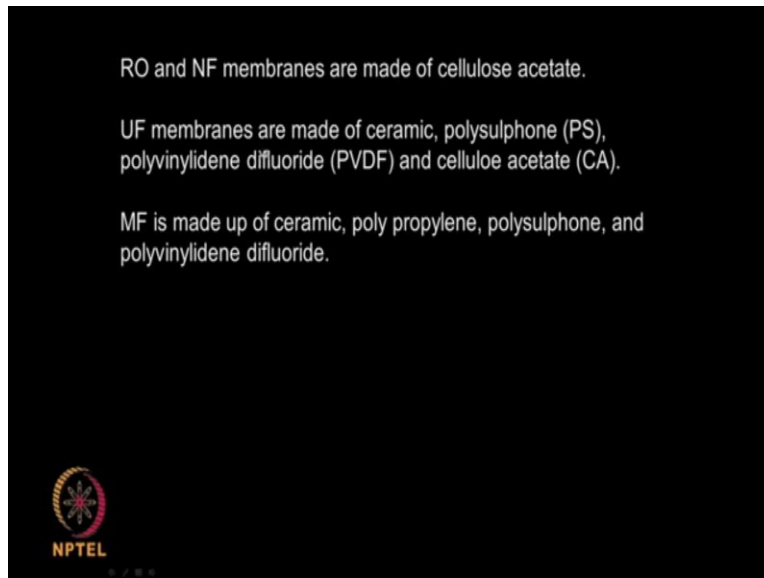 RO and NF membranes are made of cellulose acetate.
UF membranes are made of ceramic, polysulphone (PS),
polyvinylidene difluoride (PVDF) and celluloe acetate (CA).
MF is made up of ceramic, poly propylene, polysulphone, and
polyvinylidene difluoride.
NPTEL